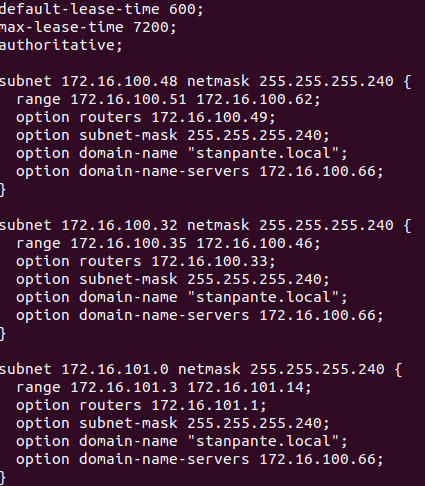 default-lease-time 600;
max-lease-time 7200;
authoritative;

subnet 172.16.100.48 netmask 255.255.255.240 {
  range 172.16.100.51 172.16.100.62;
  option routers 172.16.100.49;
  option subnet-mask 255.255.255.240;
  option domain-name "stanpante.local";
  option domain-name-servers 172.16.100.66;
}

subnet 172.16.100.32 netmask 255.255.255.240 {
  range 172.16.100.35 172.16.100.46;
  option routers 172.16.100.33;
  option subnet-mask 255.255.255.240;
  option domain-name "stanpante.local";
  option domain-name-servers 172.16.100.66;
}

subnet 172.16.101.0 netmask 255.255.255.240 {
  range 172.16.101.3 172.16.101.14;
  option routers 172.16.101.1;
  option subnet-mask 255.255.255.240;
  option domain-name "stanpante.local";
  option domain-name-servers 172.16.100.66;
}